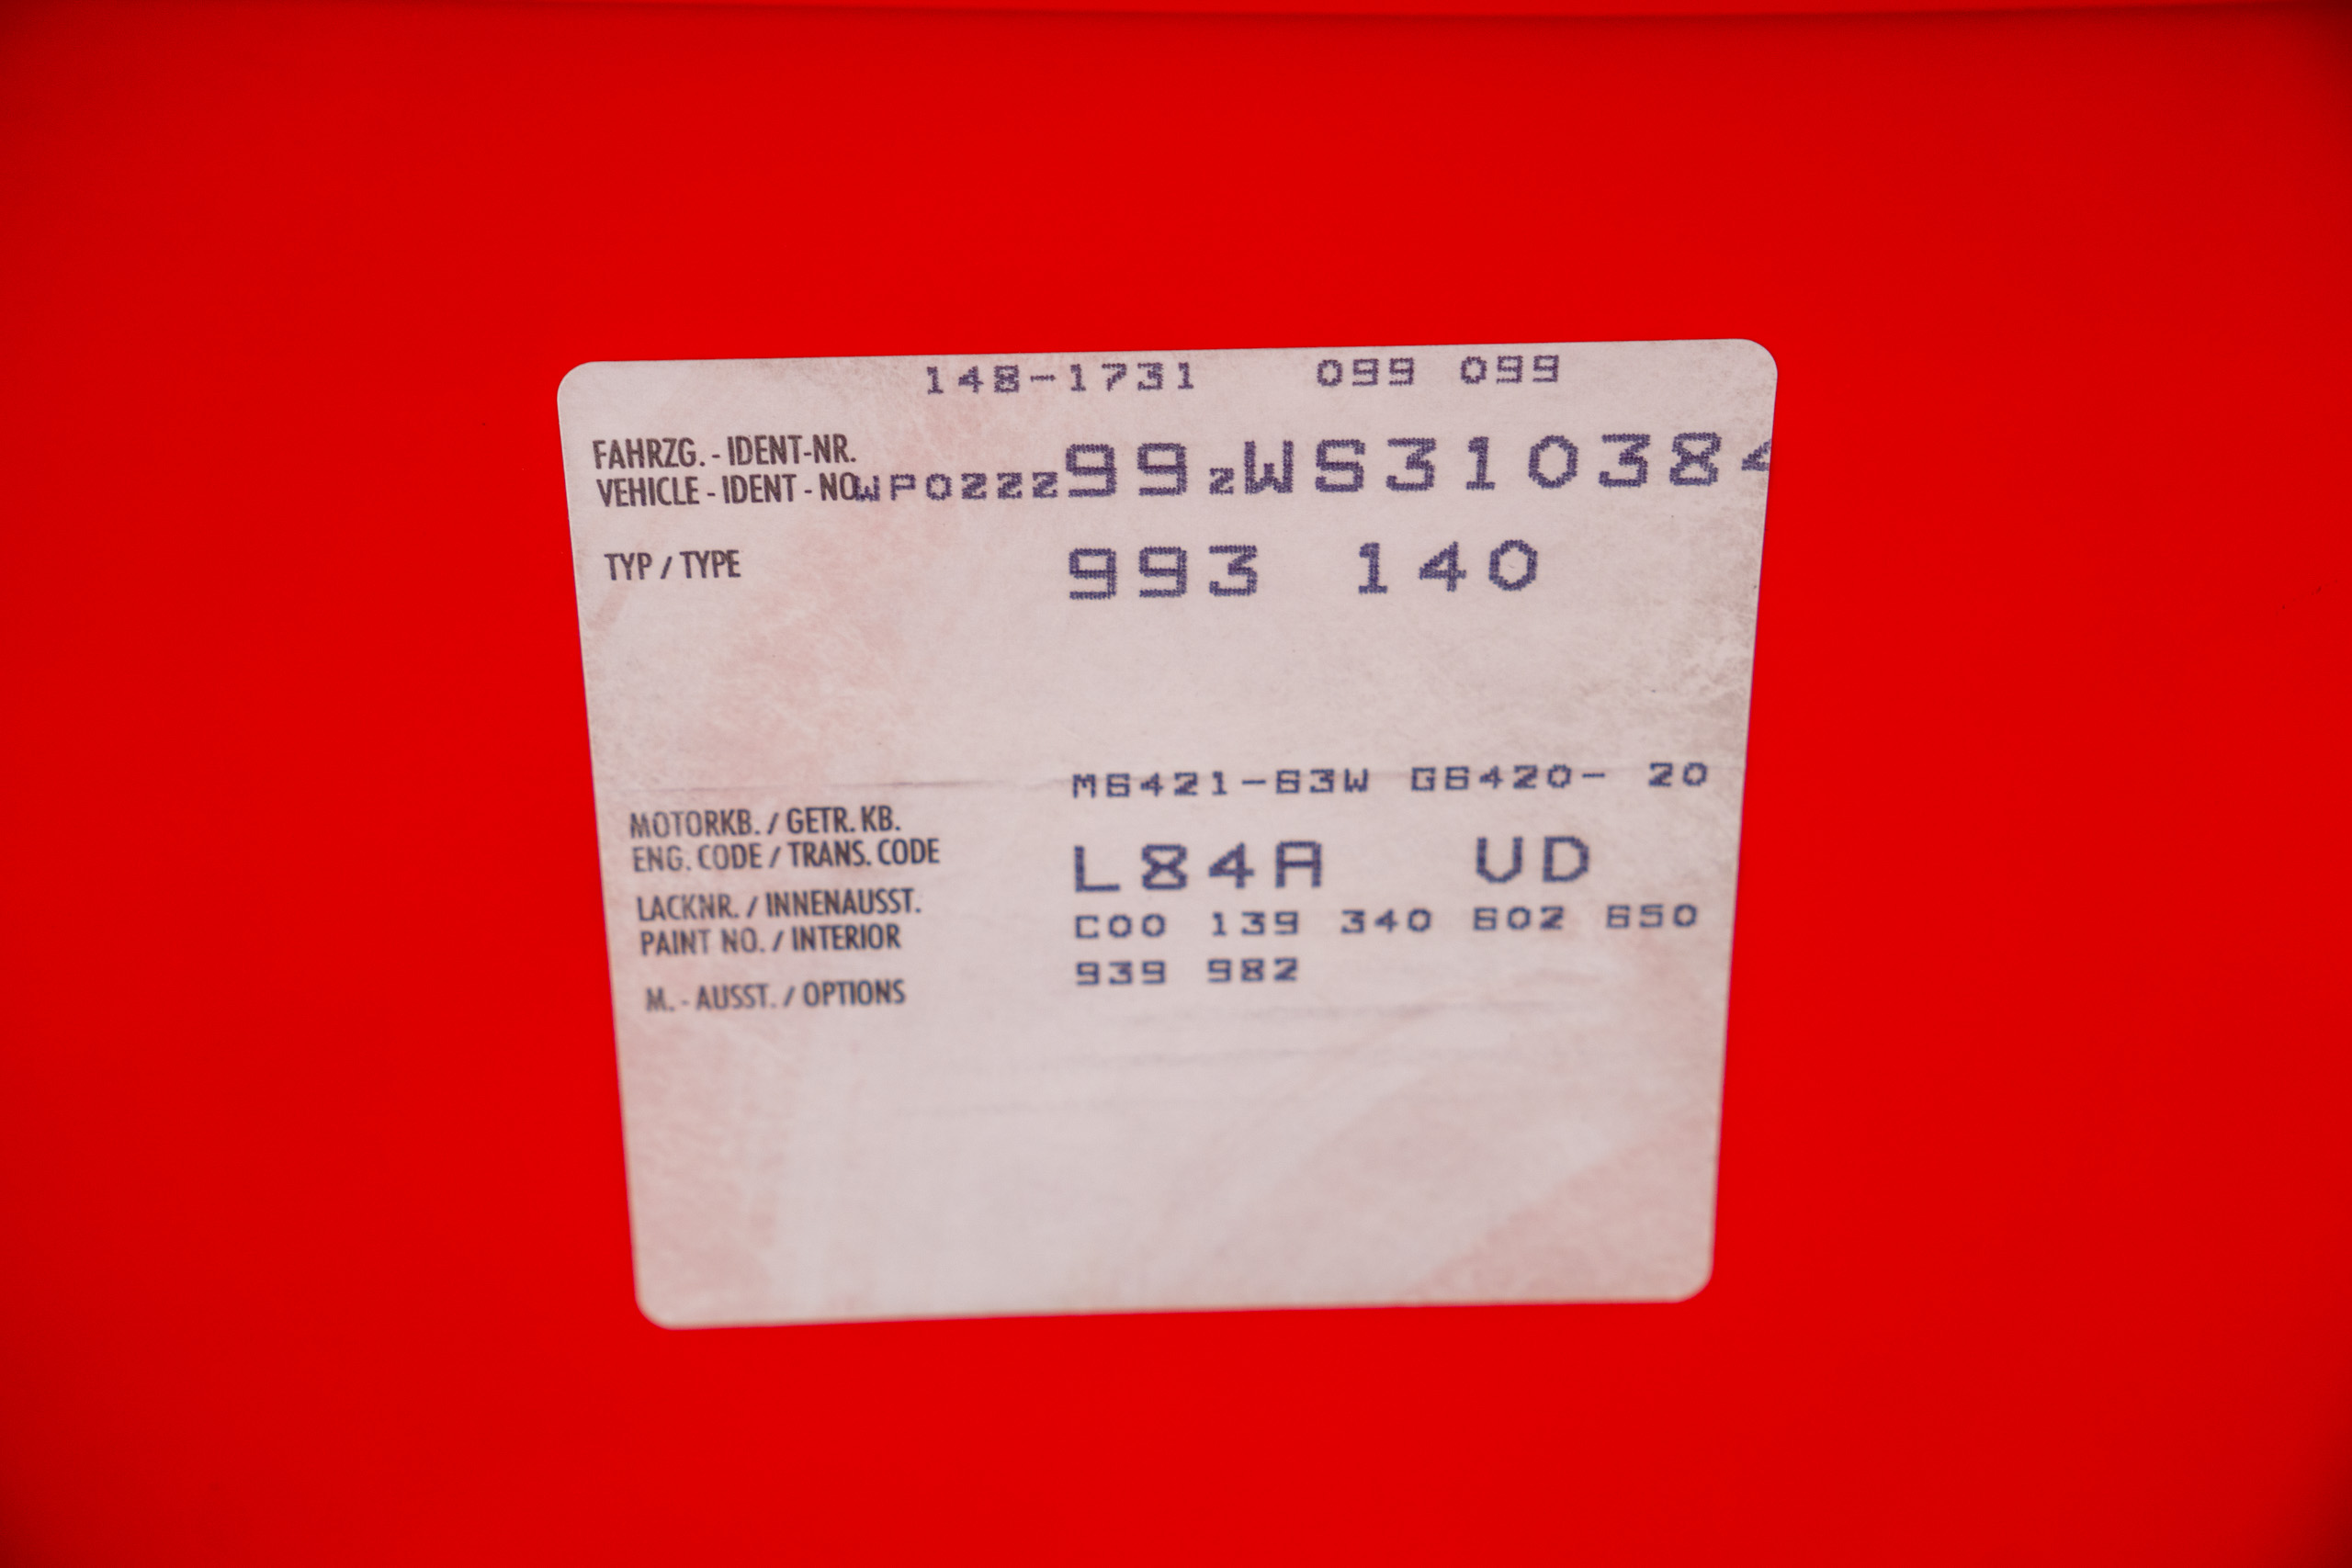 148-1731 099 099
FAHRZG. - IDENT-NR.
VEHICLE - IDENT - NO. WP0ZZZ99ZWS310384
TYP / TYPE 993 140
M6421-63W G6420- 20
MOTORKB. / GETR. KB.
ENG. CODE / TRANS. CODE L84A VD
LACKNR. / INNENAUSST.
PAINT NO. / INTERIOR C00 139 340 602 650
939 982
M. - AUSST. / OPTIONS